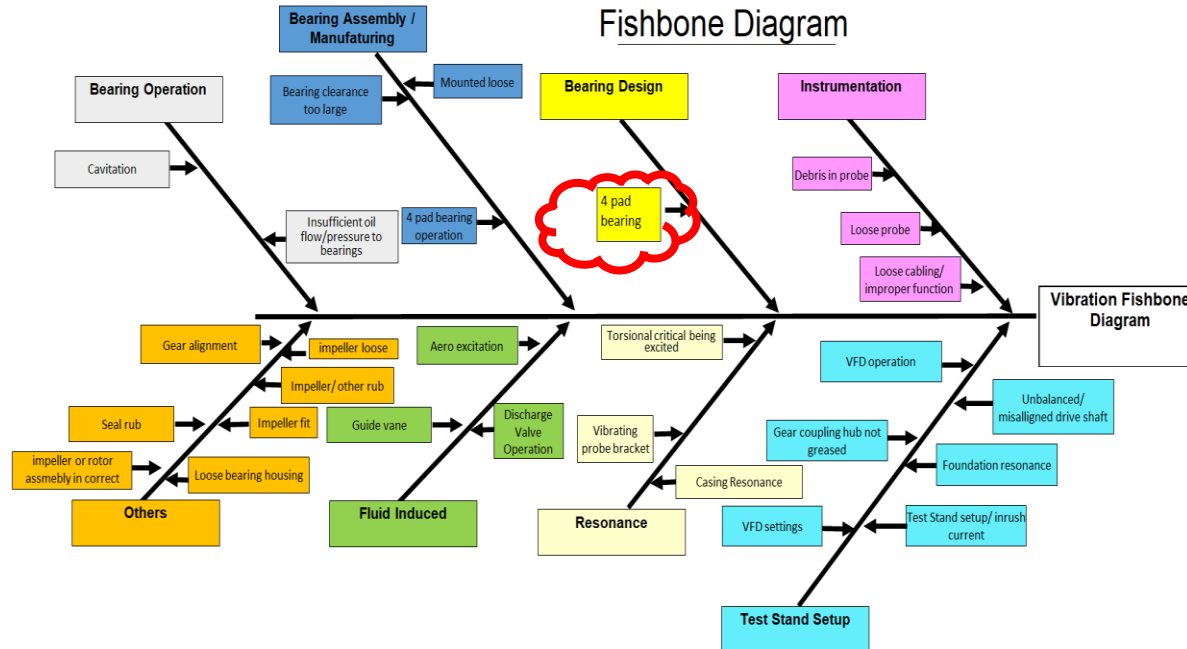 Fishbone Diagram
Bearing Assembly /
Manufaturing
Bearing Operation
Bearing Design
Instrumentation
Mounted loose
Bearing clearance
too large
Cavitation
Debris in probe
4 pad
bearing
Insufficient oil
flow/pressure to
bearings
4 pad bearing
operation
Loose probe
Loose cabling/
improper function
Vibration Fishbone
Diagram
Gear alignment
impeller loose
Aero excitation
Torsional critical being
excited
VFD operation
Impeller/ other rub
Unbalanced/
misaligned drive shaft
Seal rub
Impeller fit
Guide vane
Discharge
Valve
Operation
Vibrating
probe bracket
Gear coupling hub not
greased
Foundation resonance
impeller or rotor
assmebly in correct
Loose bearing housing
Casing Resonance
Others
Fluid Induced
Resonance
VFD settings
Test Stand setup/ inrush
current
Test Stand Setup